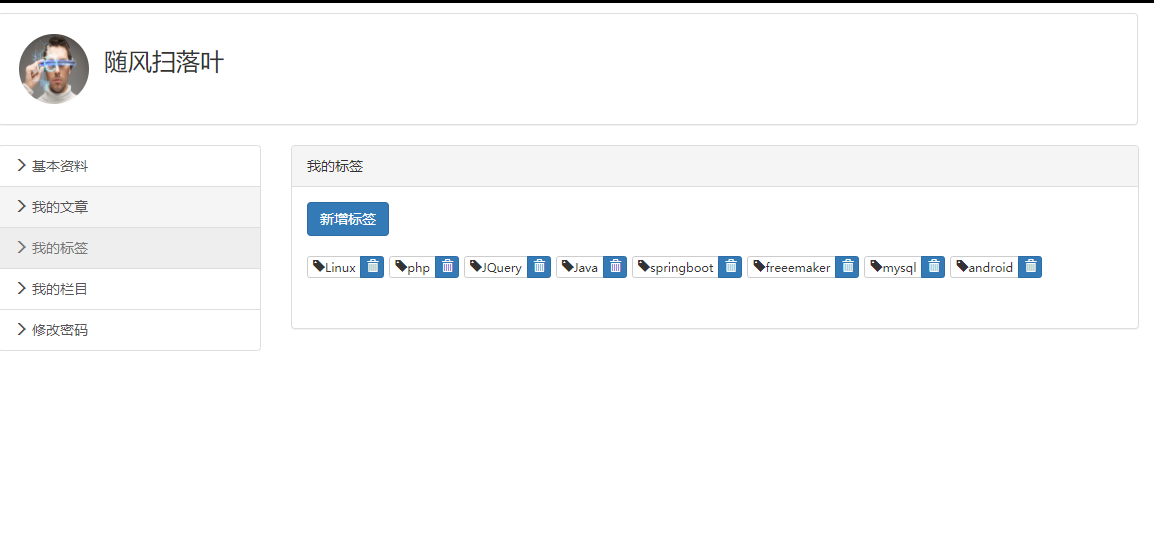 随风扫落叶
基本资料
我的文章
我的标签
我的栏目
修改密码
我的标签
新增标签
Linux php JQuery Java springboot freeemaker mysql android